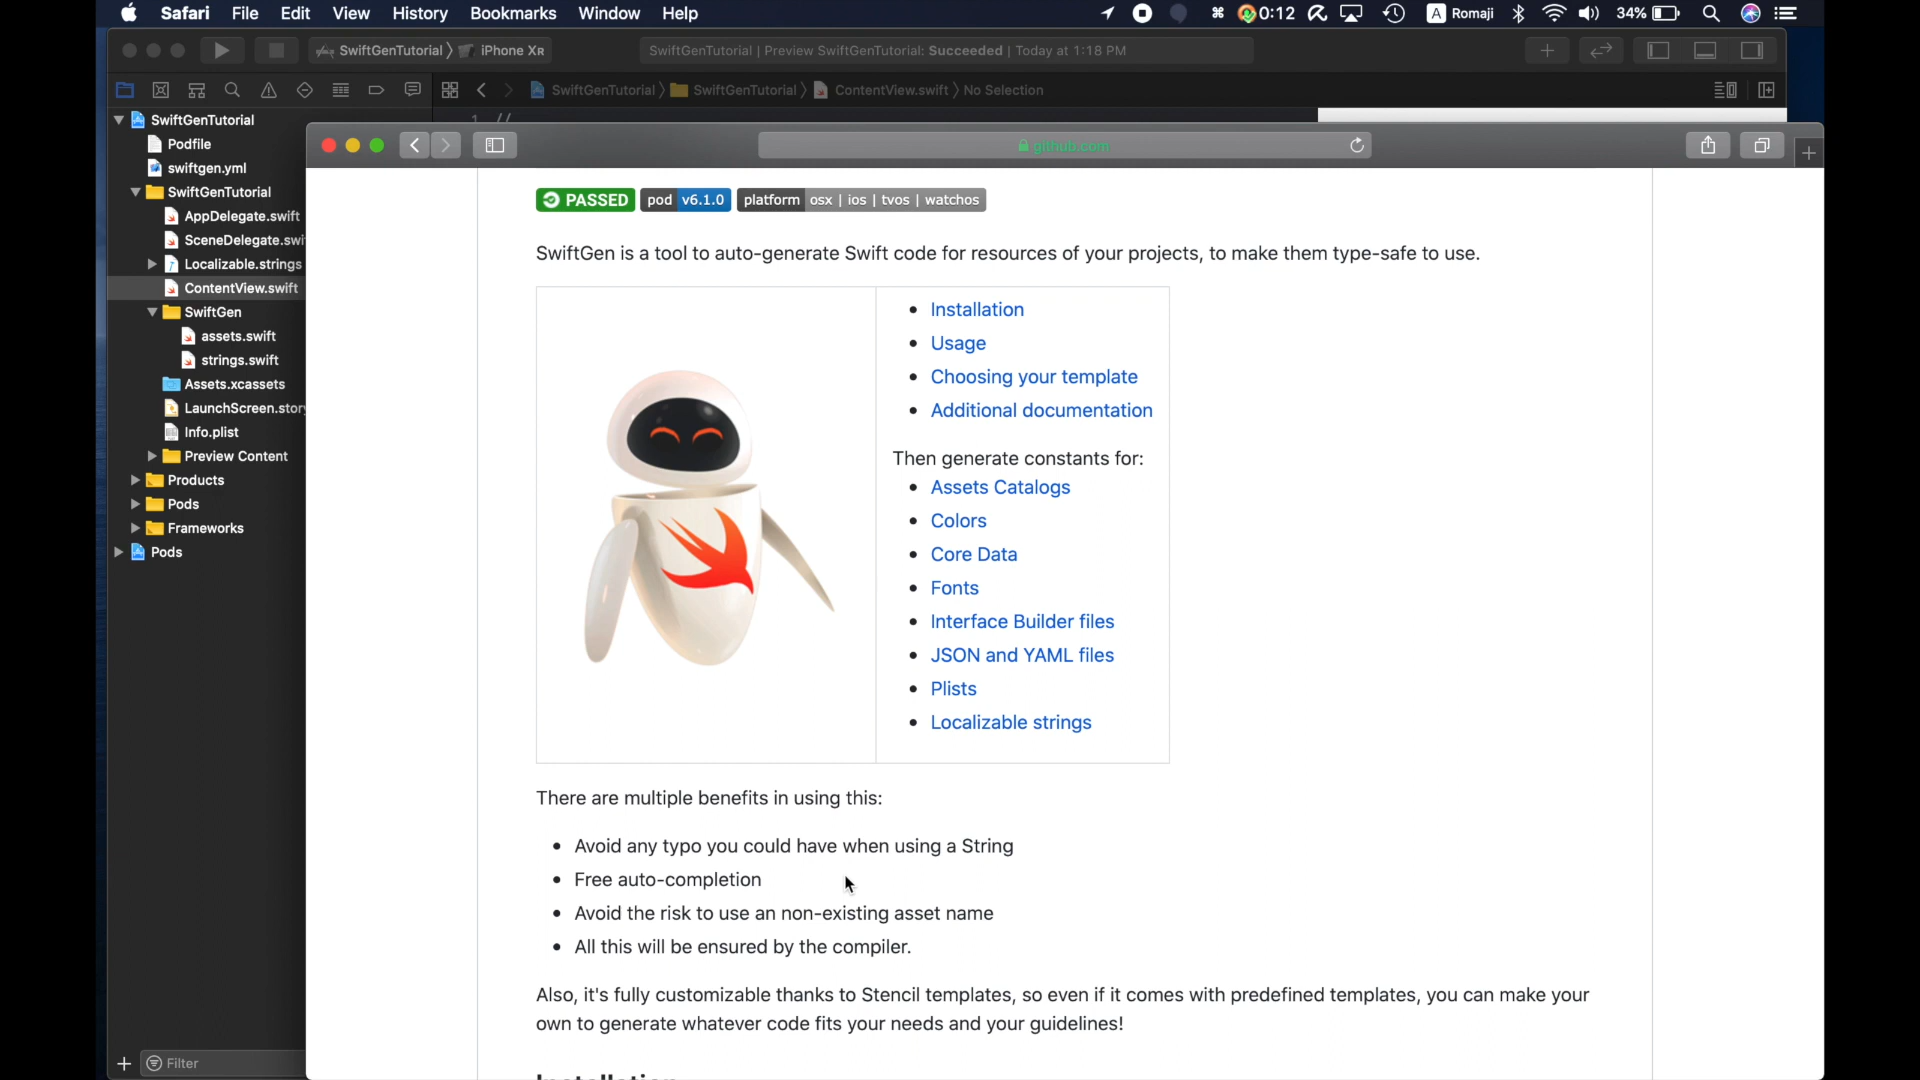 Safari File Edit View History Bookmarks Window Help 0:12 A Romaji 34%
SwiftGenTutorial iPhone XR SwiftGenTutorial | Preview SwiftGenTutorial: Succeeded | Today at 1:18 PM
SwiftGenTutorial SwiftGenTutorial ContentView.swift No Selection
1 //
SwiftGenTutorial
Podfile
swiftgen.yml
SwiftGenTutorial
AppDelegate.swift
SceneDelegate.swi
Localizable.strings
ContentView.swift
SwiftGen
assets.swift
strings.swift
Assets.xcassets
LaunchScreen.story
Info.plist
Preview Content
Products
Pods
Frameworks
Pods
Filter
github.com
PASSED pod v6.1.0 platform osx | ios | tvos | watchos
SwiftGen is a tool to auto-generate Swift code for resources of your projects, to make them type-safe to use.
• Installation
• Usage
• Choosing your template
• Additional documentation
Then generate constants for:
• Assets Catalogs
• Colors
• Core Data
• Fonts
• Interface Builder files
• JSON and YAML files
• Plists
• Localizable strings
There are multiple benefits in using this:
• Avoid any typo you could have when using a String
• Free auto-completion
• Avoid the risk to use an non-existing asset name
• All this will be ensured by the compiler.
Also, it's fully customizable thanks to Stencil templates, so even if it comes with predefined templates, you can make your
own to generate whatever code fits your needs and your guidelines!